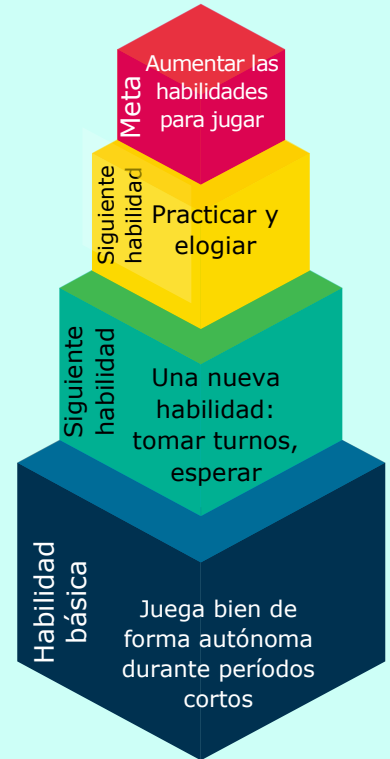 Meta
Aumentar las
habilidades
para jugar
Siguiente
habilidad
Practicar y
elogiar
Siguiente
habilidad
Una nueva
habilidad:
tomar turnos,
esperar
Habilidad
básica
Juega bien de
forma autónoma
durante períodos
cortos